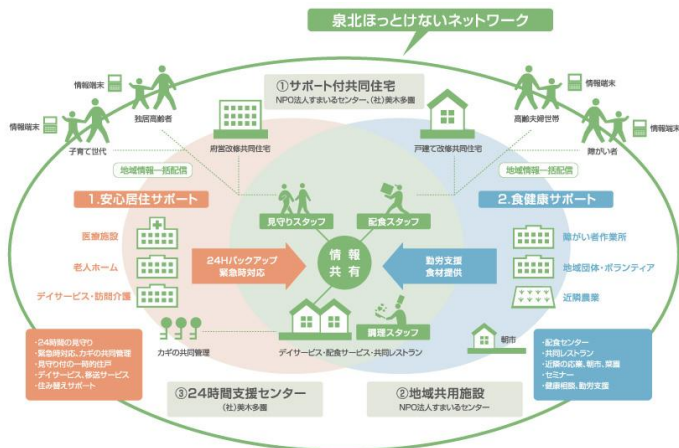 泉北ほっとけないネットワーク
①サポート付共同住宅
NPO法人すまいるセンター、(社)美木多園
情報端末
独居高齢者
情報端末
子育て世代
府営改修共同住宅
戸建て改修共同住宅
情報端末
高齢夫婦世帯
情報端末
障がい者
地域情報一括配信
地域情報一括配信
1.安心居住サポート
2.食健康サポート
見守りスタッフ
配食スタッフ
医療施設
老人ホーム
デイサービス・訪問介護
24Hバックアップ
緊急時対応
情報
共有
勤労支援
食材提供
障がい者作業所
地域団体・ボランティア
近隣農業
調理スタッフ
カギの共同管理
デイサービス・配食サービス・共同レストラン
朝市
・24時間の見守り
・緊急時対応、カギの共同管理
・見守り付の一時的住戸
・デイサービス、移送サービス
・住み替えサポート
・配食センター
・共同レストラン
・近隣の応業、朝市、菜園
・セミナー
・健康相談、勤労支援
③24時間支援センター
(社)美木多園
②地域共用施設
NPO法人すまいるセンター